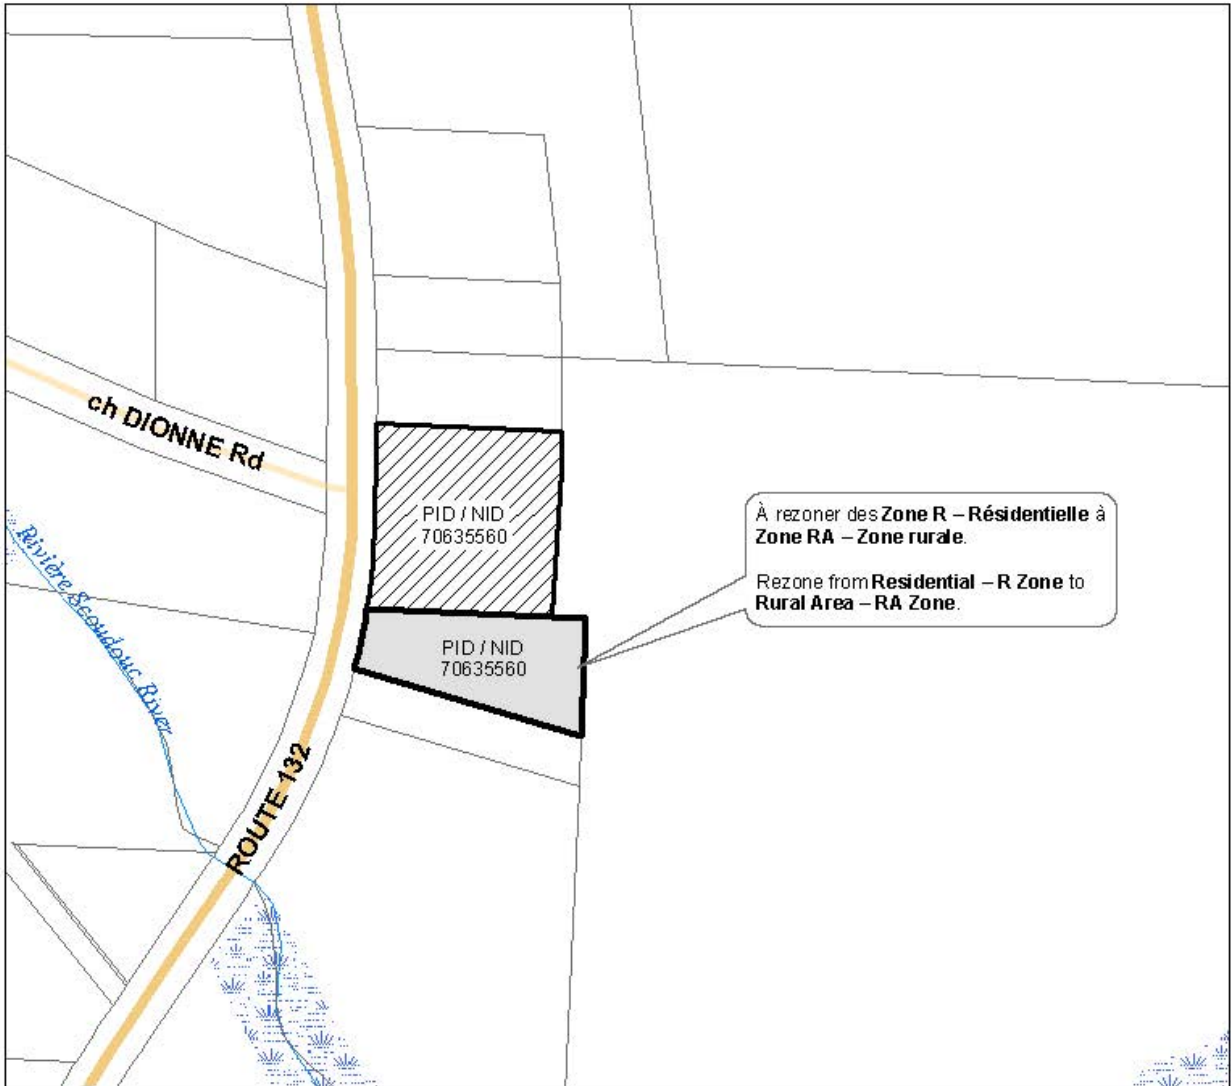 ch DIONNE Rd
PID / NID
70635560
À rezoner des Zone R – Résidentielle à
Zone RA – Zone rurale.
Rezone from Residential – R Zone to
Rural Area – RA Zone.
Rivière Scoudouc River
PID / NID
70635560
ROUTE 132